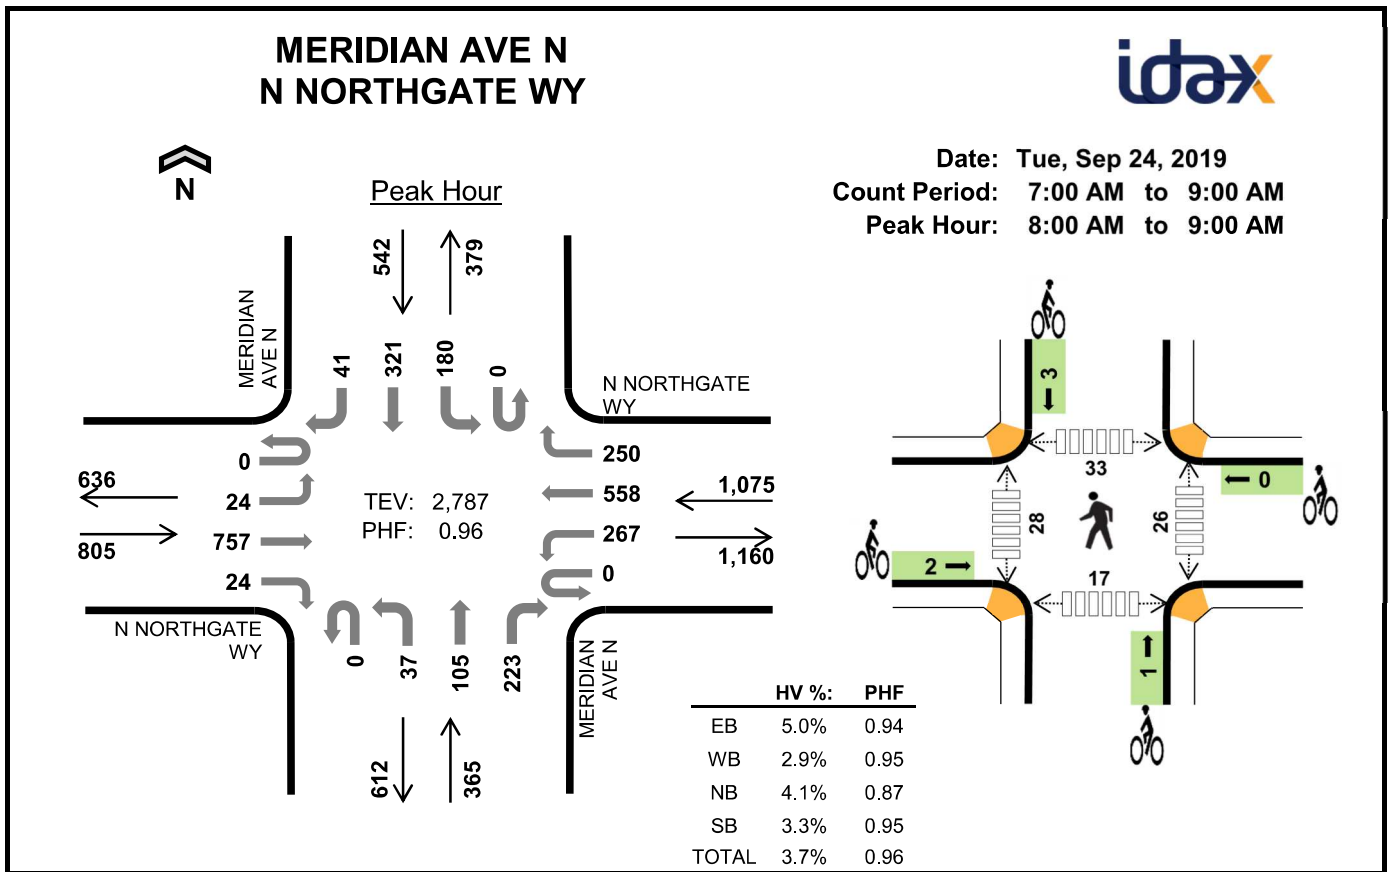 MERIDIAN AVE N
N NORTHGATE WY
idax
Date: Tue, Sep 24, 2019
Count Period: 7:00 AM to 9:00 AM
Peak Hour: 8:00 AM to 9:00 AM
N
Peak Hour
542
379
MERIDIAN
AVE N
41
321
180
0
N NORTHGATE
WY
0
24
757
24
636
805
TEV: 2,787
PHF: 0.96
250
558
267
0
1,075
1,160
N NORTHGATE
WY
0
37
105
223
MERIDIAN
AVE N
612
365
3
33
0
28
26
2
17
1
HV %: PHF
EB 5.0% 0.94
WB 2.9% 0.95
NB 4.1% 0.87
SB 3.3% 0.95
TOTAL 3.7% 0.96